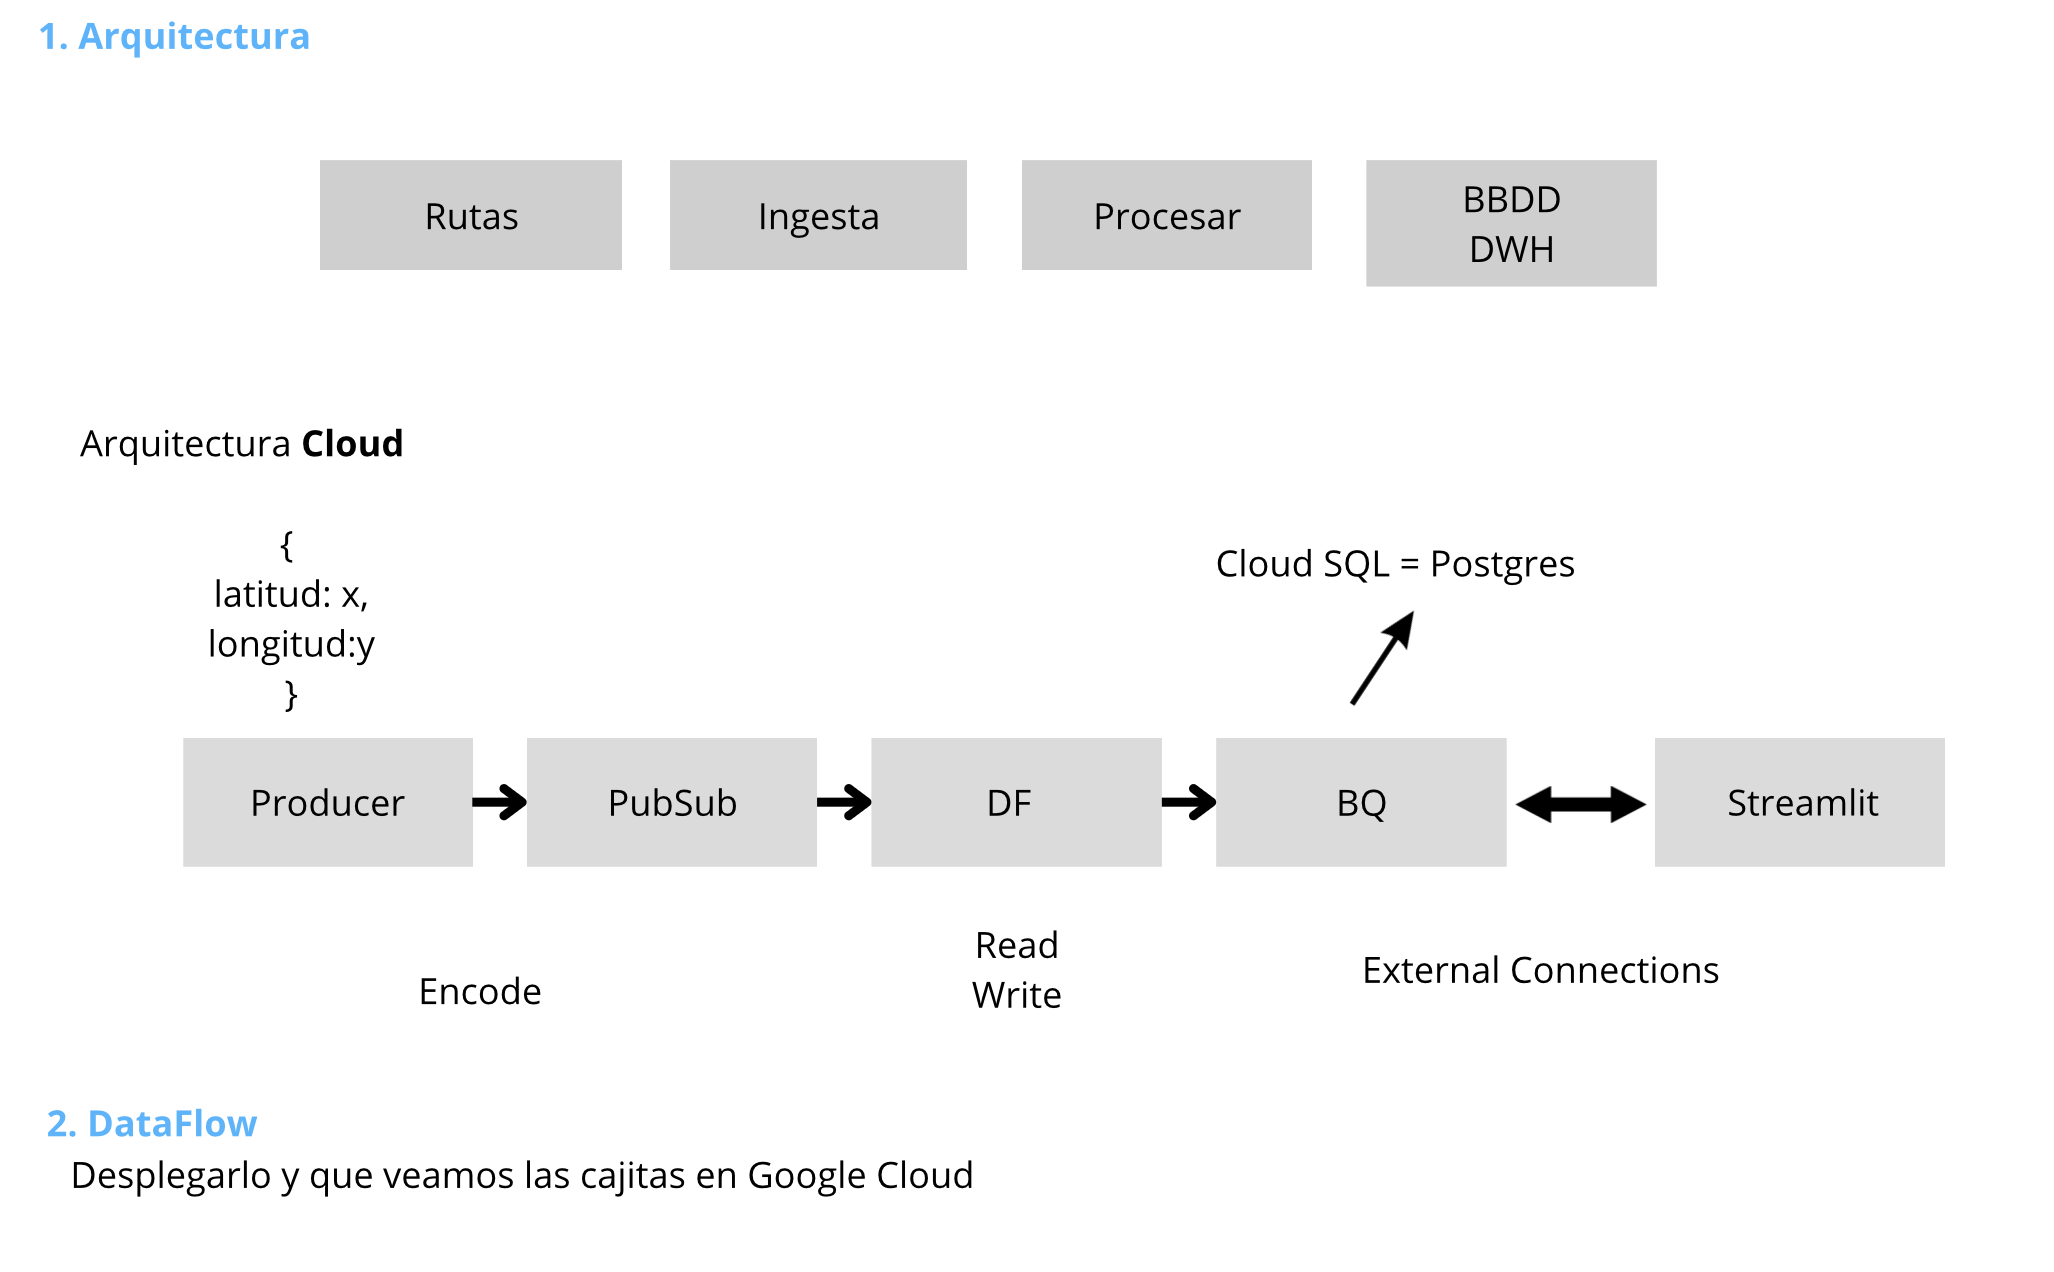 1. Arquitectura
Rutas
Ingesta
Procesar
BBDD
DWH
Arquitectura Cloud
{
latitud: x,
longitud:y
}
Cloud SQL = Postgres
Producer
PubSub
DF
BQ
Streamlit
Encode
Read
Write
External Connections
2. DataFlow
Desplegarlo y que veamos las cajitas en Google Cloud